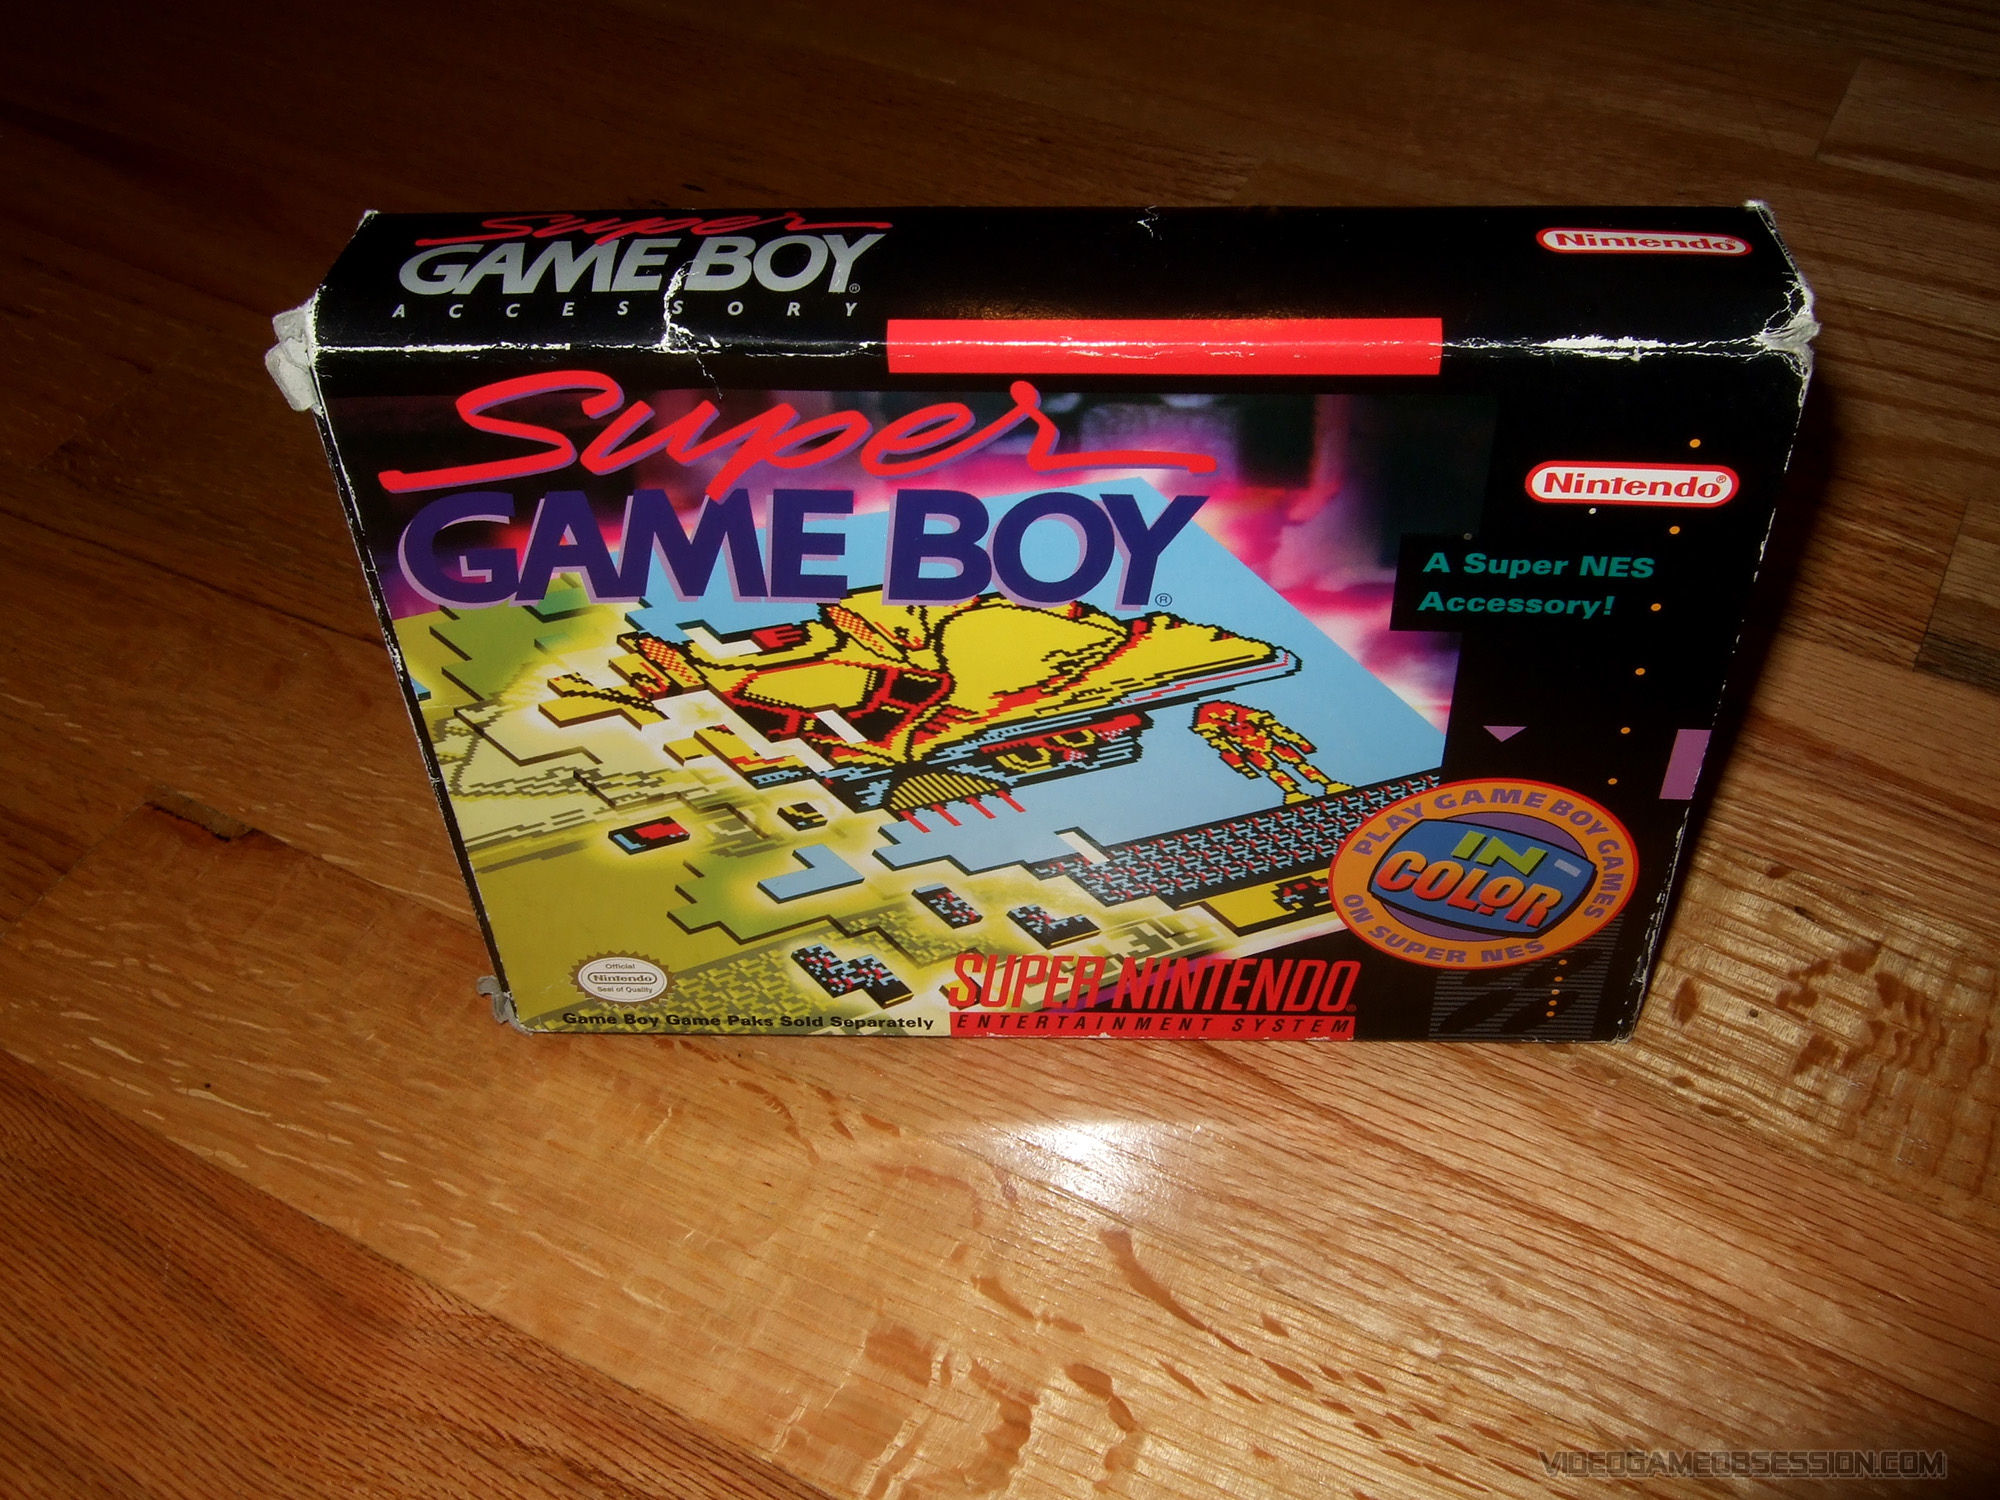 Super
GAME BOY®
ACCESSORY
Nintendo®
Super
GAME BOY®
Nintendo®
A Super NES
Accessory!
PLAY GAME BOY GAMES
IN
COLOR
ON SUPER NES
Official
Nintendo
Seal of Quality
Game Boy Game Paks Sold Separately
SUPER NINTENDO®
ENTERTAINMENT SYSTEM
VIDEOGAMEOBSESSION.COM